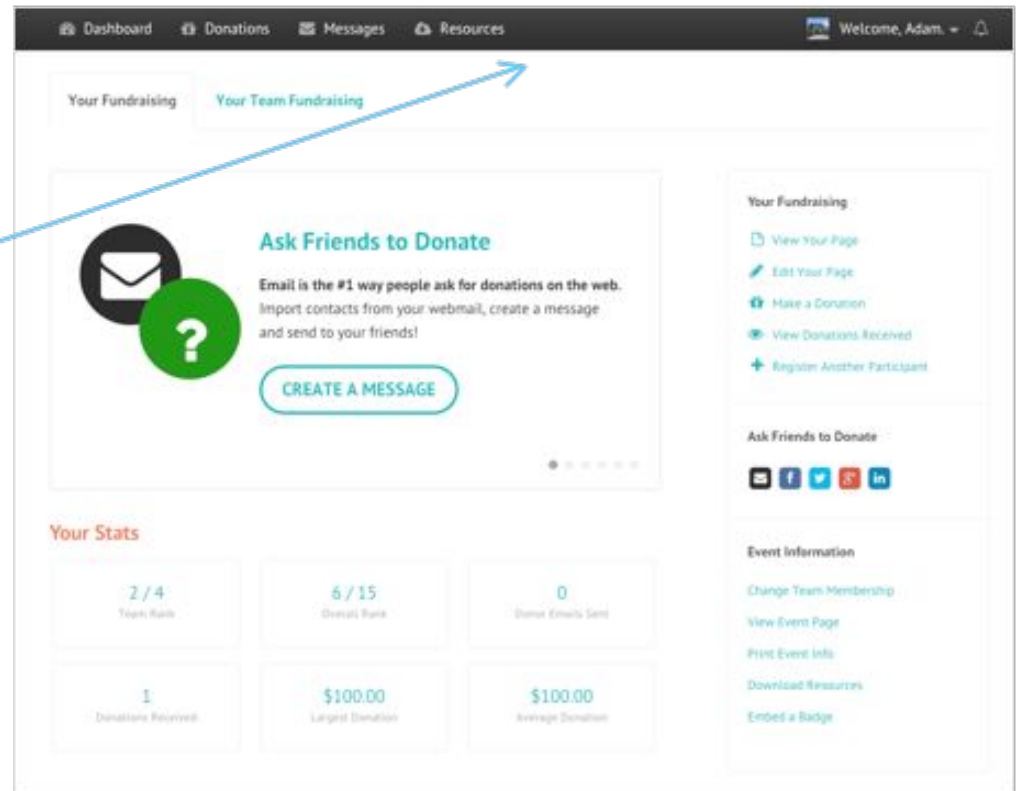 Dashboard Donations Messages Resources Welcome, Adam.
Your Fundraising Your Team Fundraising
Ask Friends to Donate
Email is the #1 way people ask for donations on the web.
Import contacts from your webmail, create a message
and send to your friends!
CREATE A MESSAGE
Your Stats
2 / 4
Team Rank
6 / 15
Overall Rank
0
Donor Emails Sent
1
Donations Received
$100.00
Largest Donation
$100.00
Average Donation
Your Fundraising
View Your Page
Edit Your Page
Make a Donation
View Donations Received
Register Another Participant
Ask Friends to Donate
Event Information
Change Team Membership
View Event Page
Print Event Info
Download Resources
Embed a Badge